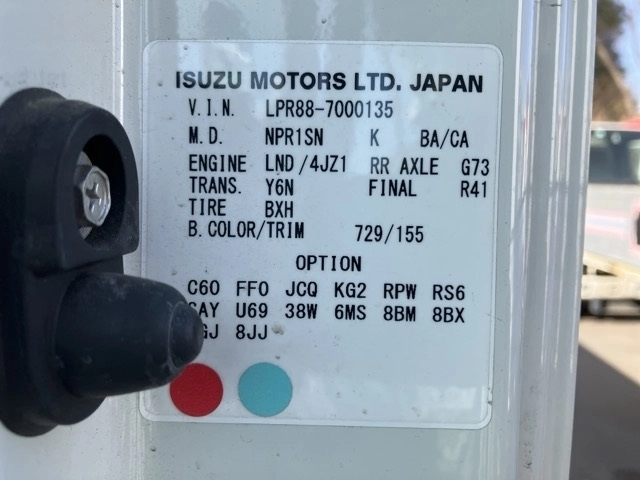 ISUZU MOTORS LTD. JAPAN
V.I.N. LPR88-7000135
M.D. NPR1SN K BA/CA
ENGINE LND/4JZ1 RR AXLE G73
TRANS. Y6N FINAL R41
TIRE BXH
B.COLOR/TRIM 729/155
OPTION
C60 FF0 JCQ KG2 RPW RS6
U69 38W 6MS 8BM 8BX
8JJ